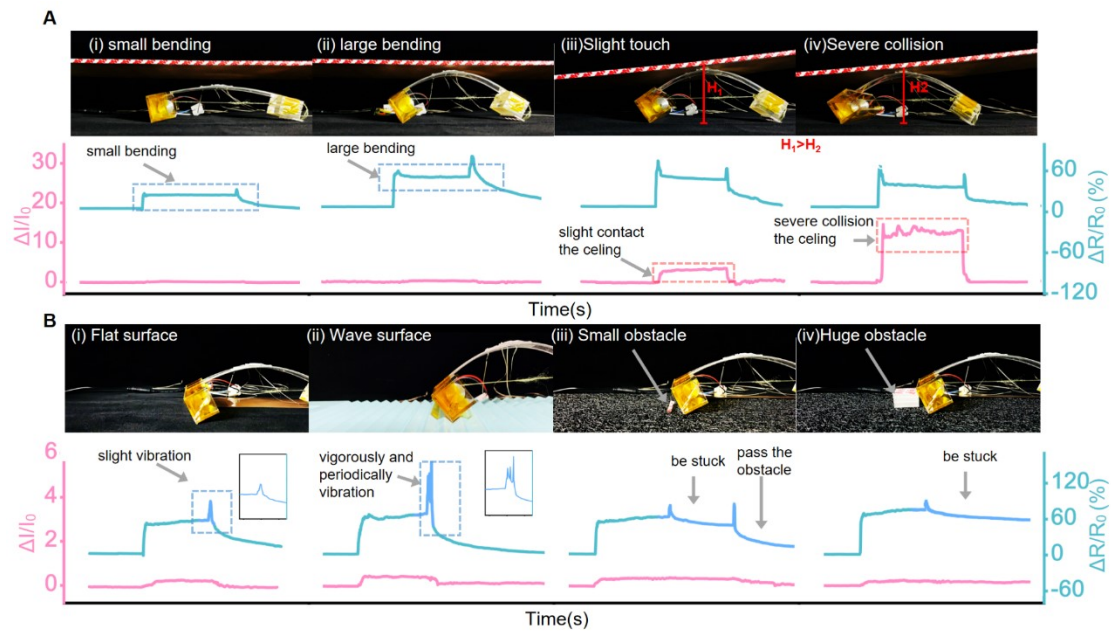 A
(i) small bending
(ii) large bending
(iii)Slight touch
(iv)Severe collision
H₁
H2
H₁>H₂
30
20
10
0
ΔI/I₀
small bending
large bending
slight contact
the celing
severe collision
the celing
60
0
-60
-120
ΔR/R₀ (%)
Time(s)
B
(i) Flat surface
(ii) Wave surface
(iii) Small obstacle
(iv)Huge obstacle
6
4
2
0
ΔI/I₀
slight vibration
vigorously and
periodically
vibration
be stuck
pass the
obstacle
be stuck
120
60
0
-60
ΔR/R₀ (%)
Time(s)